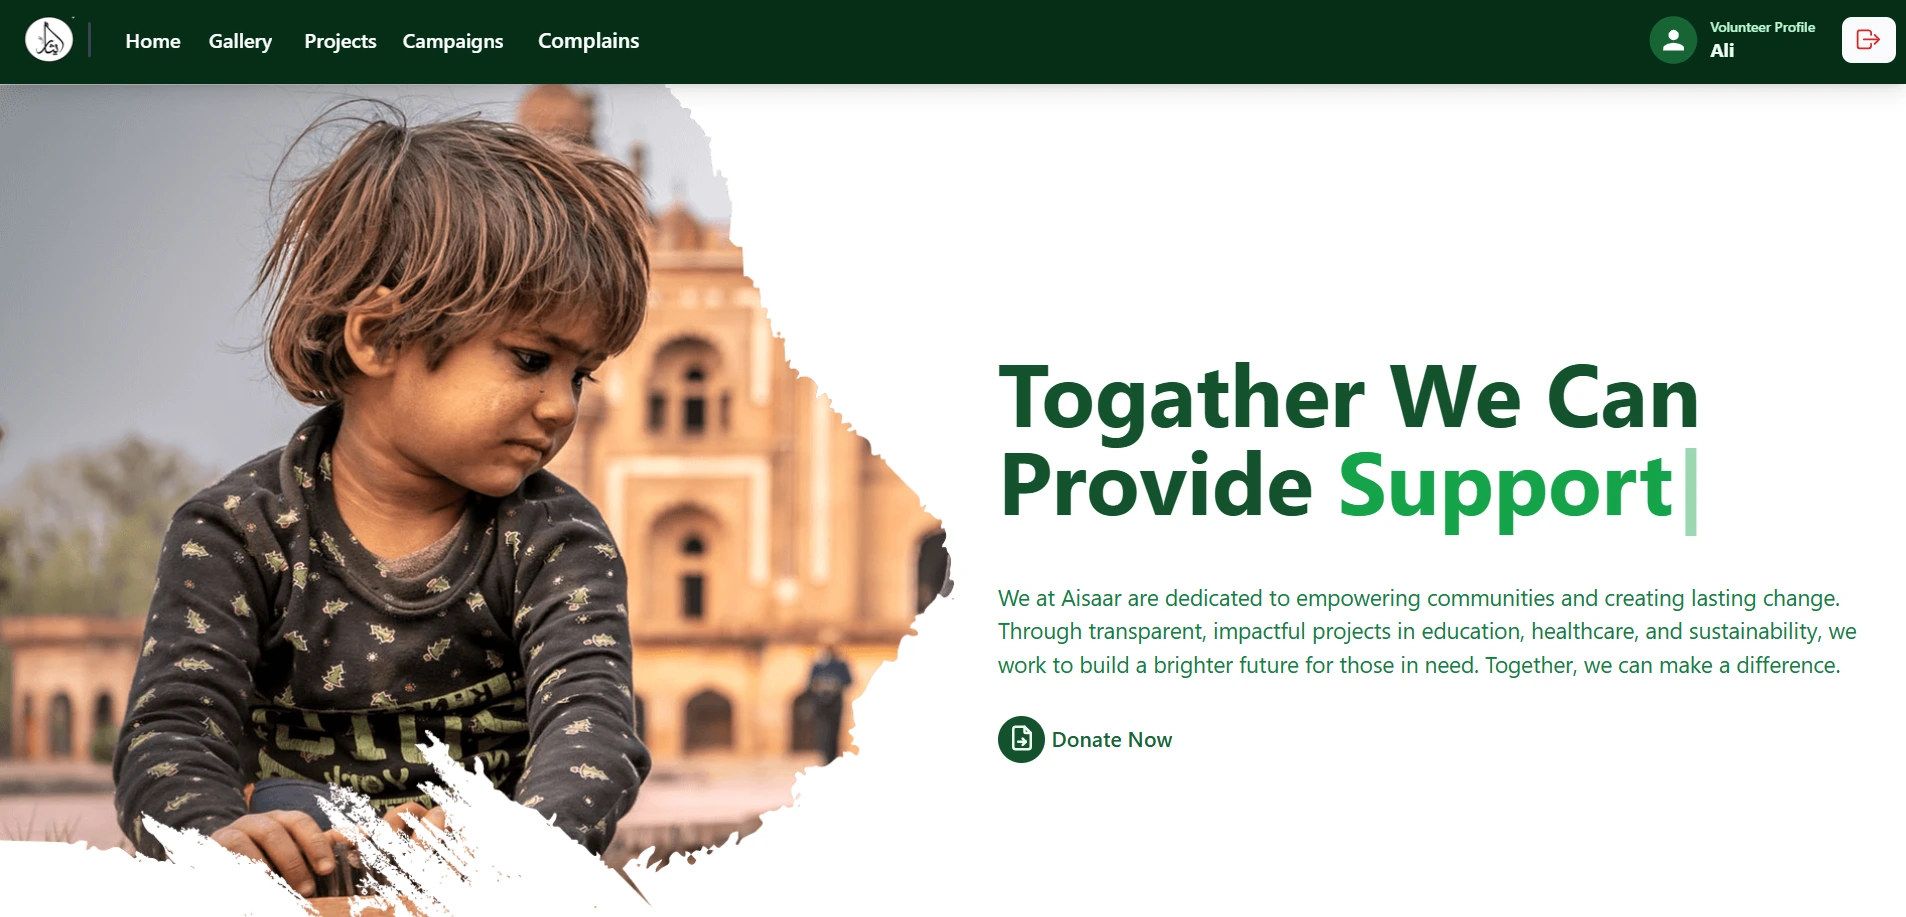 Home Gallery Projects Campaigns Complains
Volunteer Profile
Ali
Togather We Can
Provide Support
We at Aisaar are dedicated to empowering communities and creating lasting change.
Through transparent, impactful projects in education, healthcare, and sustainability, we
work to build a brighter future for those in need. Together, we can make a difference.
Donate Now